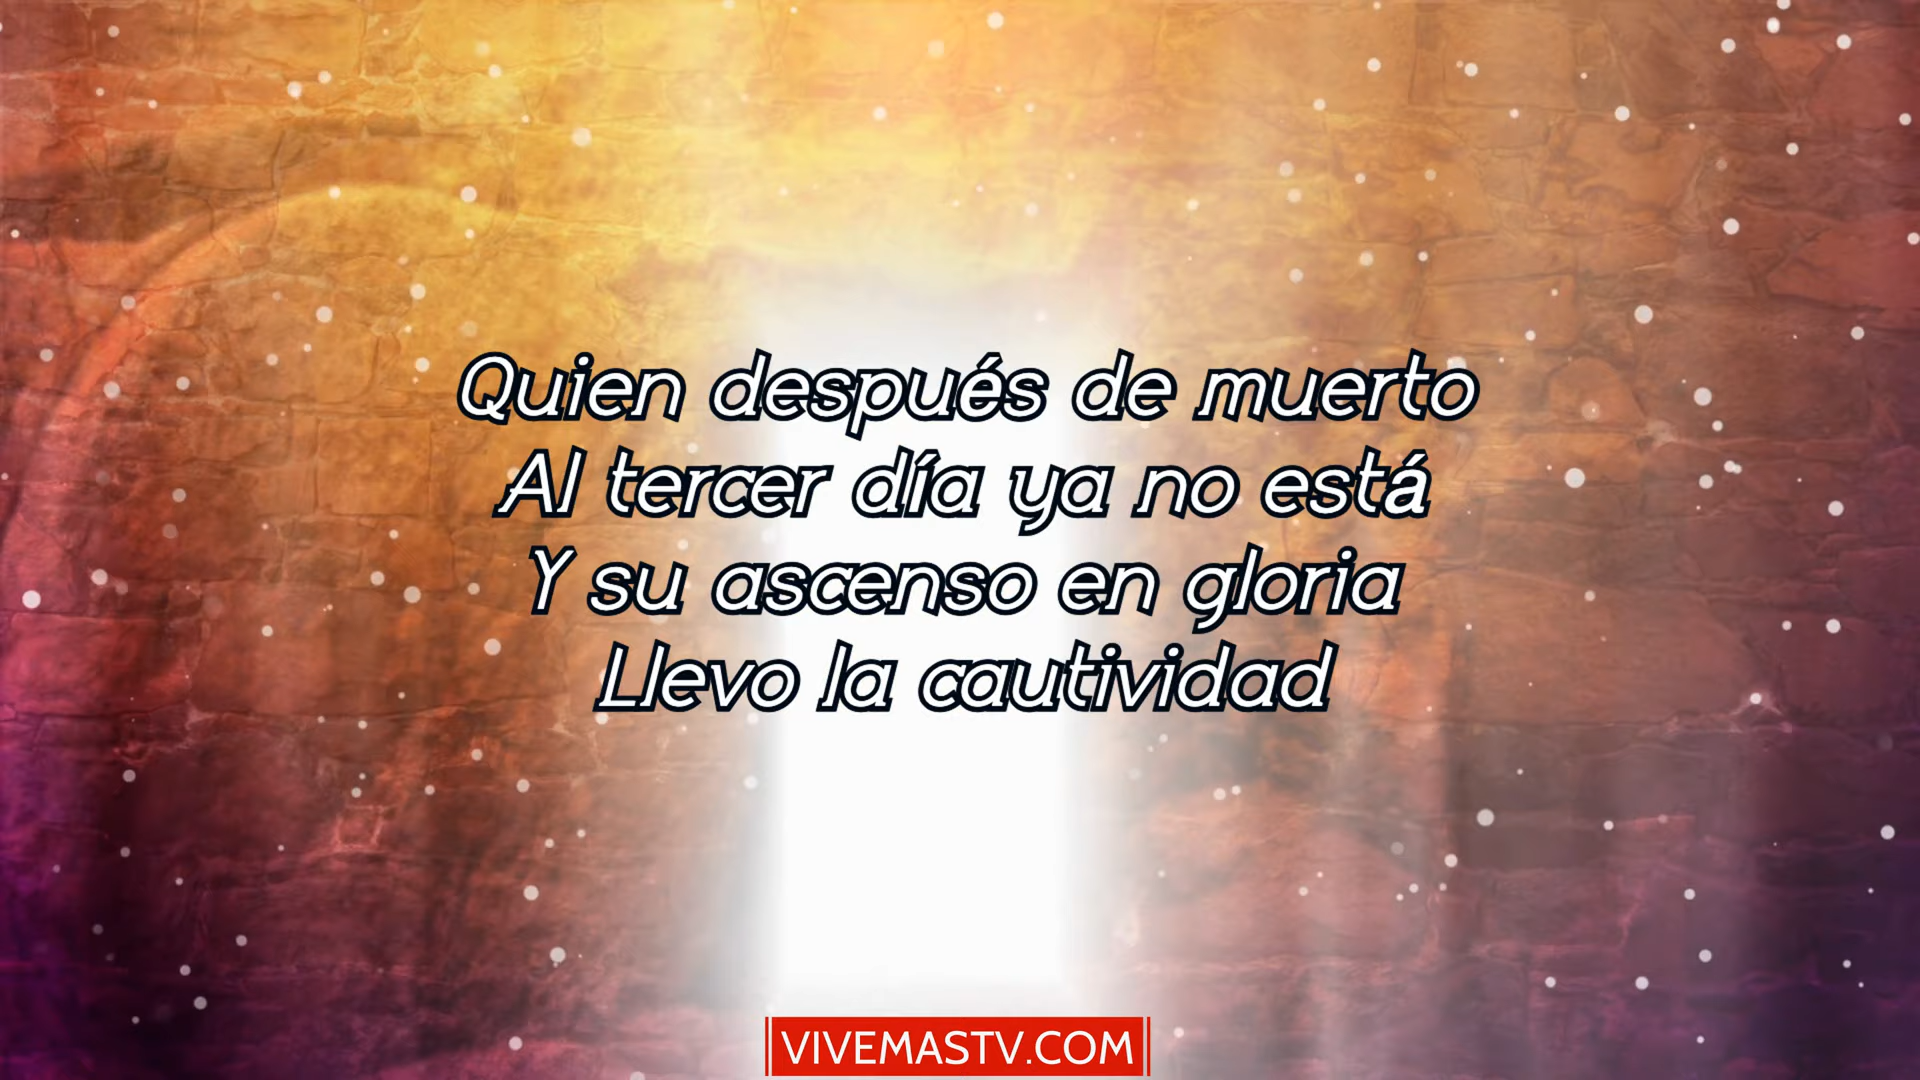 Quien después de muerto
Al tercer día ya no está
Y su ascenso en gloria
Llevo la cautividad
VIVEMASTV.COM